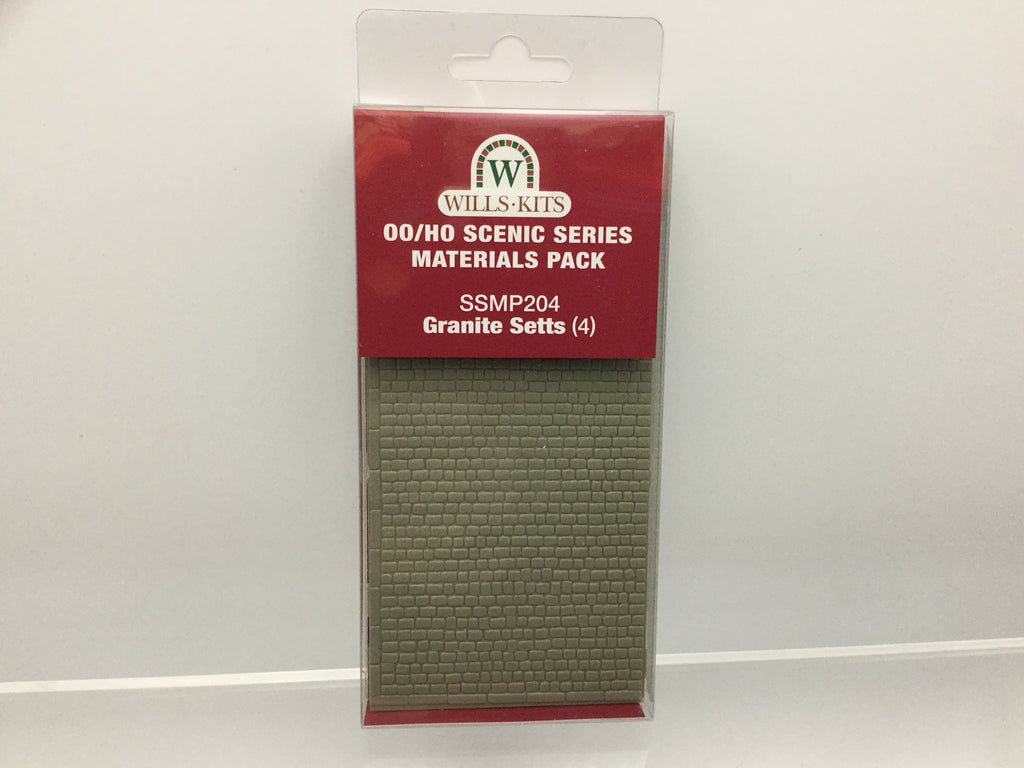 W
WILLS·KITS
OO/HO SCENIC SERIES
MATERIALS PACK
SSMP204
Granite Setts (4)